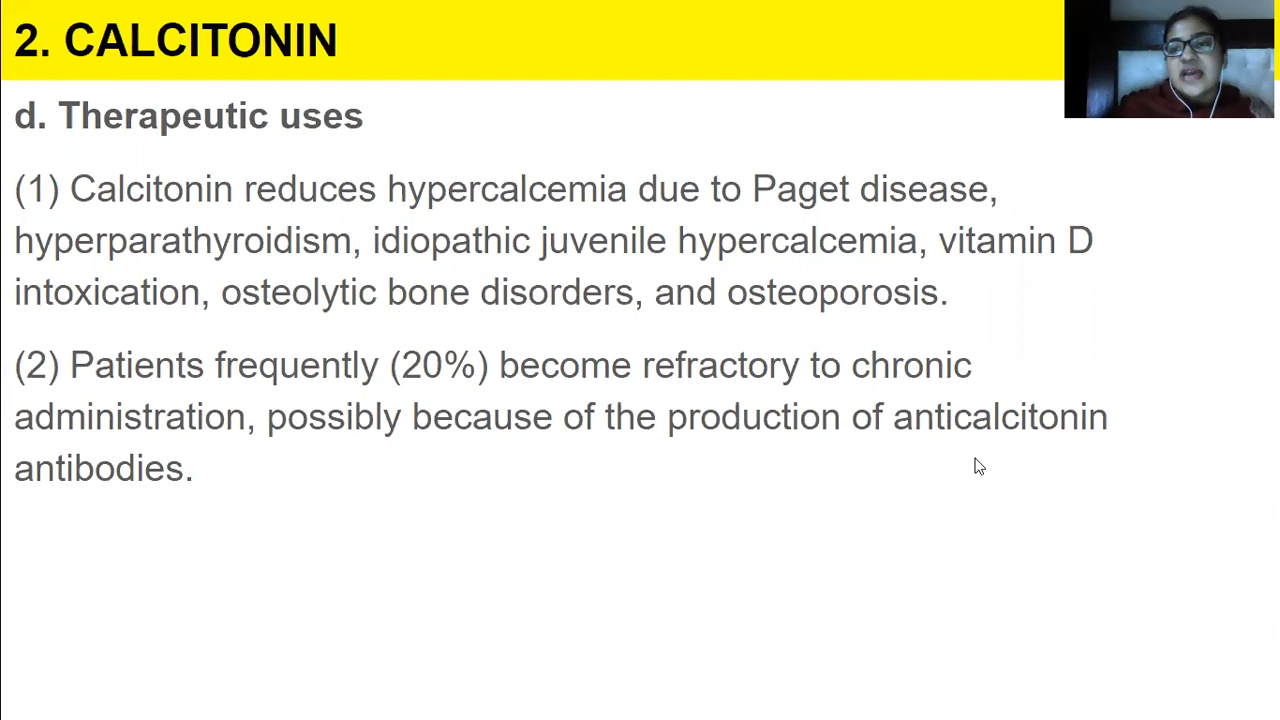 2. CALCITONIN
d. Therapeutic uses
(1) Calcitonin reduces hypercalcemia due to Paget disease,
hyperparathyroidism, idiopathic juvenile hypercalcemia, vitamin D
intoxication, osteolytic bone disorders, and osteoporosis.
(2) Patients frequently (20%) become refractory to chronic
administration, possibly because of the production of anticalcitonin
antibodies.